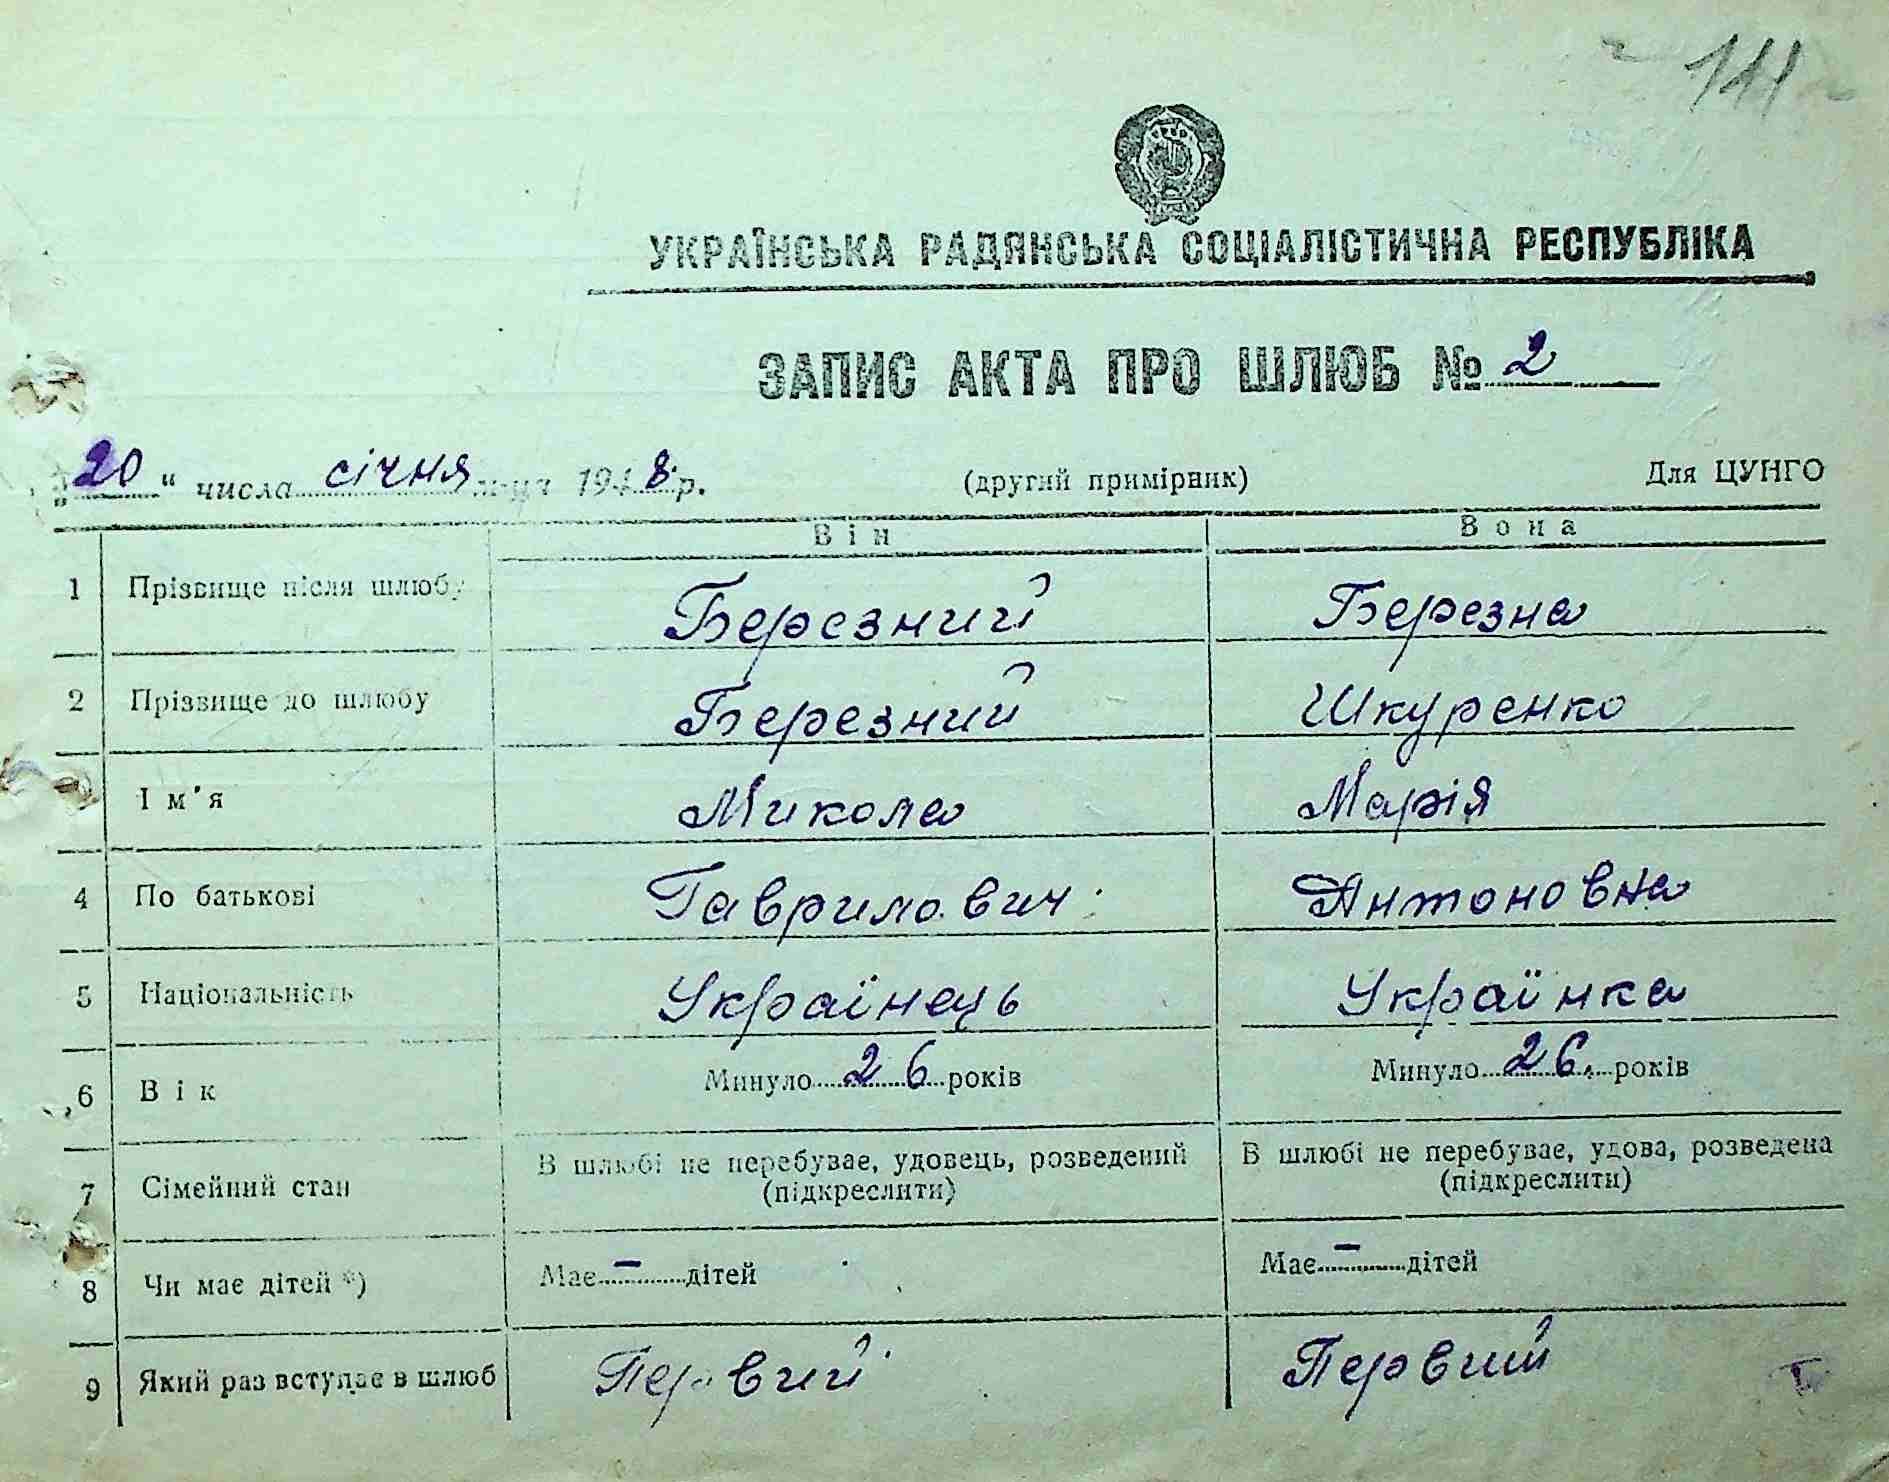 111
УКРАЇНСЬКА РАДЯНСЬКА СОЦІАЛІСТИЧНА РЕСПУБЛІКА
ЗАПИС АКТА ПРО ШЛЮБ № 2
„20“ числа січня м-ця 1948 р. (другий примірник) Для ЦУНГО
Він Вона
1 Прізвище після шлюбу Березний Березна
2 Прізвище до шлюбу Березний Шкуренко
Ім'я Микола Марія
4 По батькові Гаврилович Антоновна
5 Національність Українець Українка
6 Вік Минуло 26 років Минуло 26 років
7 Сімейний стан В шлюбі не перебуває, удовець, розведений (підкреслити) В шлюбі не перебуває, удова, розведена (підкреслити)
8 Чи має дітей *) Має – дітей Має – дітей
9 Який раз вступає в шлюб Первий Первий